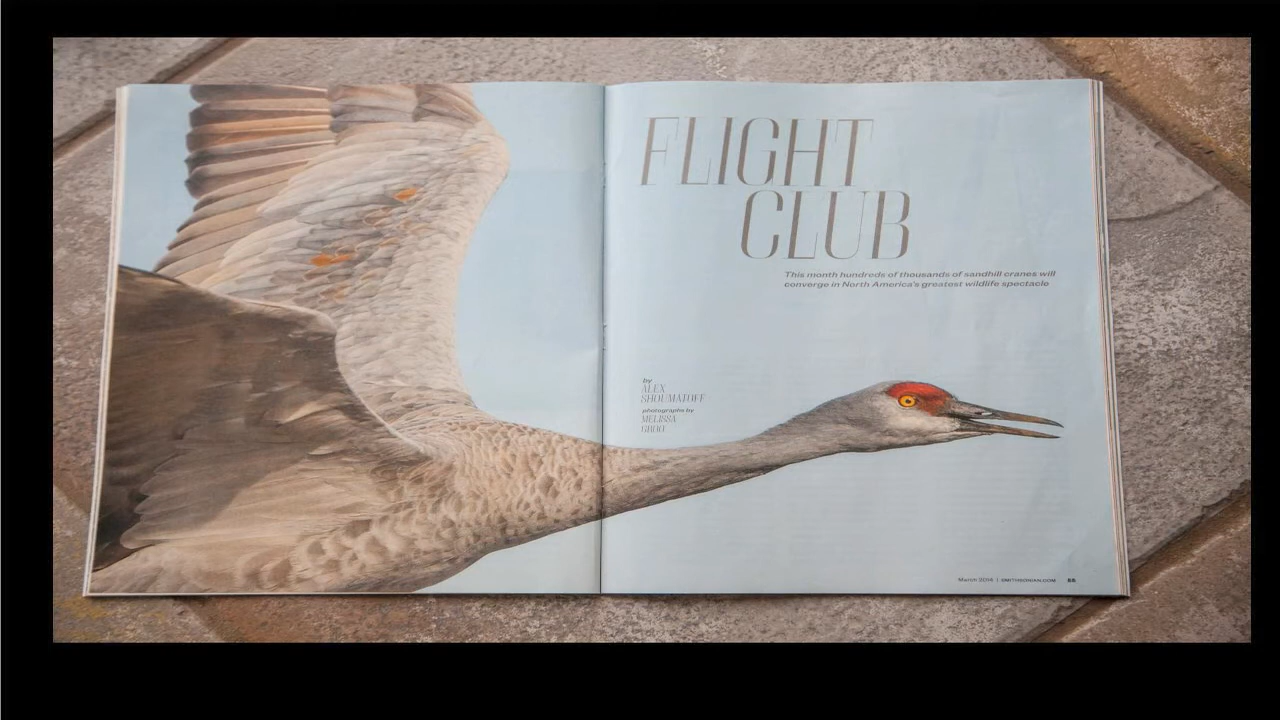 FLIGHT
CLUB
This month hundreds of thousands of sandhill cranes will
converge in North America's greatest wildlife spectacle
by
ALEX
SHOUMATOFF
photographs by
MELISSA
GROO
March 2014 | SMITHSONIAN.COM